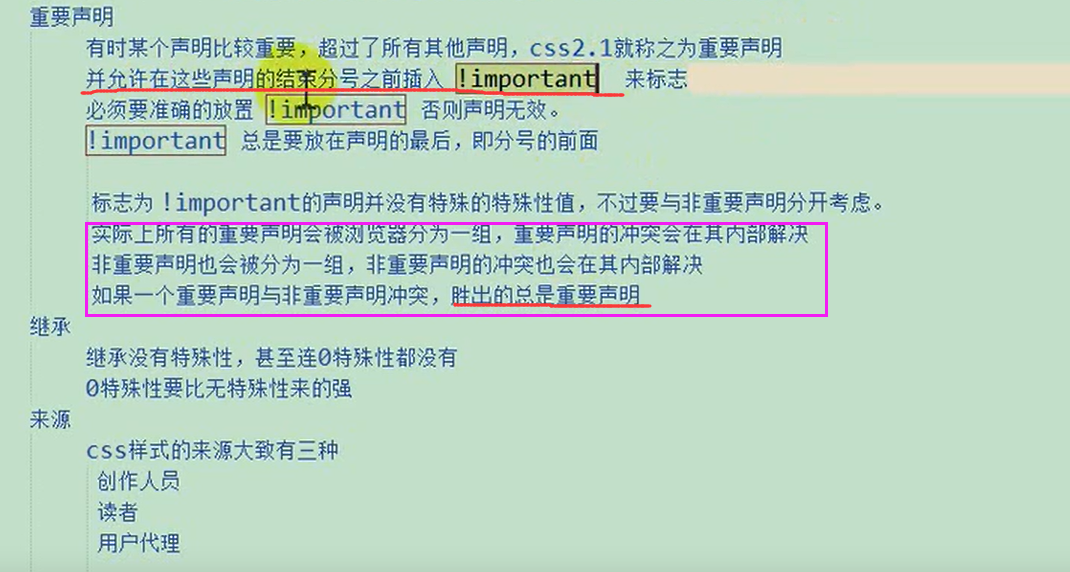 重要声明
有时某个声明比较重要，超过了所有其他声明，css2.1就称之为重要声明
并允许在这些声明的结束分号之前插入 !important 来标志
必须要准确的放置 !important 否则声明无效。
!important 总是要放在声明的最后，即分号的前面
标志为 !important的声明并没有特殊的特殊性值，不过要与非重要声明分开考虑。
实际上所有的重要声明会被浏览器分为一组，重要声明的冲突会在其内部解决
非重要声明也会被分为一组，非重要声明的冲突也会在其内部解决
如果一个重要声明与非重要声明冲突，胜出的总是重要声明
继承
继承没有特殊性，甚至连0特殊性都没有
0特殊性要比无特殊性来的强
来源
css样式的来源大致有三种
创作人员
读者
用户代理